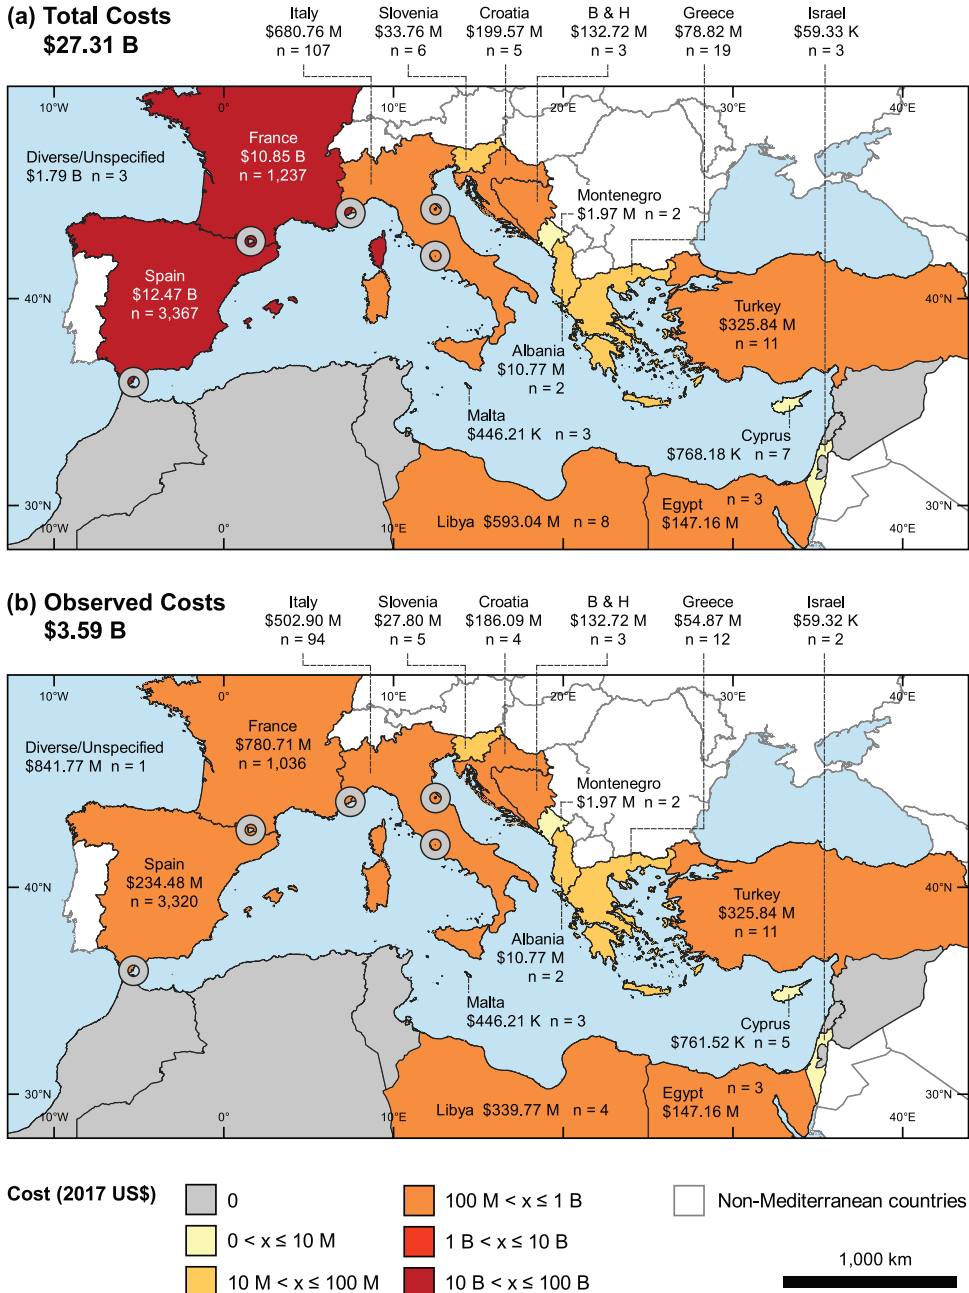 (a) Total Costs
$27.31 B
Italy
$680.76 M
n = 107
Slovenia
$33.76 M
n = 6
Croatia
$199.57 M
n = 5
B & H
$132.72 M
n = 3
Greece
$78.82 M
n = 19
Israel
$59.33 K
n = 3
10°W
0°
10°E
20°E
30°E
40°E
France
$10.85 B
n = 1,237
Diverse/Unspecified
$1.79 B n = 3
Montenegro
$1.97 M n = 2
Spain
$12.47 B
n = 3,367
40°N
40°N
Turkey
$325.84 M
n = 11
Albania
$10.77 M
n = 2
Malta
$446.21 K n = 3
Cyprus
$768.18 K n = 7
30°N
30°N
Libya $593.04 M n = 8
Egypt n = 3
$147.16 M
10°W
0°
10°E
20°E
30°E
40°E
(b) Observed Costs
$3.59 B
Italy
$502.90 M
n = 94
Slovenia
$27.80 M
n = 5
Croatia
$186.09 M
n = 4
B & H
$132.72 M
n = 3
Greece
$54.87 M
n = 12
Israel
$59.32 K
n = 2
10°W
0°
10°E
20°E
30°E
40°E
France
$780.71 M
n = 1,036
Diverse/Unspecified
$841.77 M n = 1
Montenegro
$1.97 M n = 2
Spain
$234.48 M
n = 3,320
40°N
40°N
Turkey
$325.84 M
n = 11
Albania
$10.77 M
n = 2
Malta
$446.21 K n = 3
Cyprus
$761.52 K n = 5
30°N
30°N
Libya $339.77 M n = 4
Egypt n = 3
$147.16 M
10°W
0°
10°E
20°E
30°E
40°E
Cost (2017 US$)
0
0 < x ≤ 10 M
10 M < x ≤ 100 M
100 M < x ≤ 1 B
1 B < x ≤ 10 B
10 B < x ≤ 100 B
Non-Mediterranean countries
1,000 km